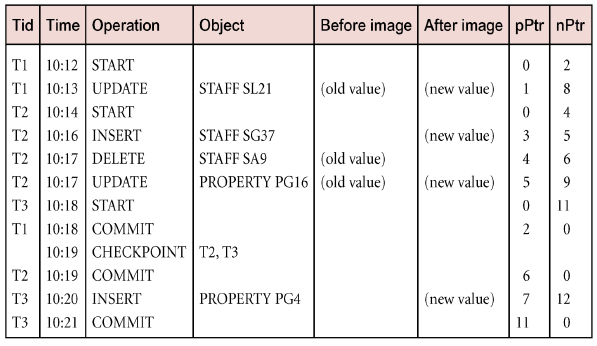 Tid Time Operation Object Before image After image pPtr nPtr
T1 10:12 START 0 2
T1 10:13 UPDATE STAFF SL21 (old value) (new value) 1 8
T2 10:14 START 0 4
T2 10:16 INSERT STAFF SG37 (new value) 3 5
T2 10:17 DELETE STAFF SA9 (old value) 4 6
T2 10:17 UPDATE PROPERTY PG16 (old value) (new value) 5 9
T3 10:18 START 0 11
T1 10:18 COMMIT 2 0
10:19 CHECKPOINT T2, T3
T2 10:19 COMMIT 6 0
T3 10:20 INSERT PROPERTY PG4 (new value) 7 12
T3 10:21 COMMIT 11 0